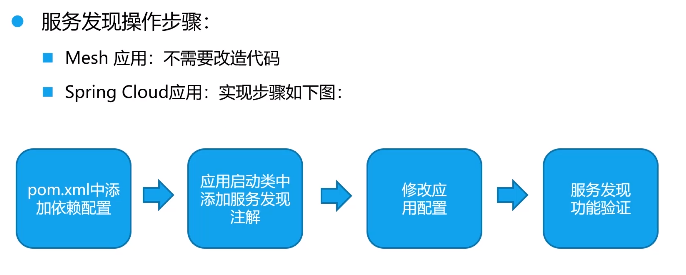 服务发现操作步骤：
Mesh 应用：不需要改造代码
Spring Cloud应用：实现步骤如下图：
pom.xml中添
加依赖配置
应用启动类中
添加服务发现
注解
修改应
用配置
服务发现
功能验证